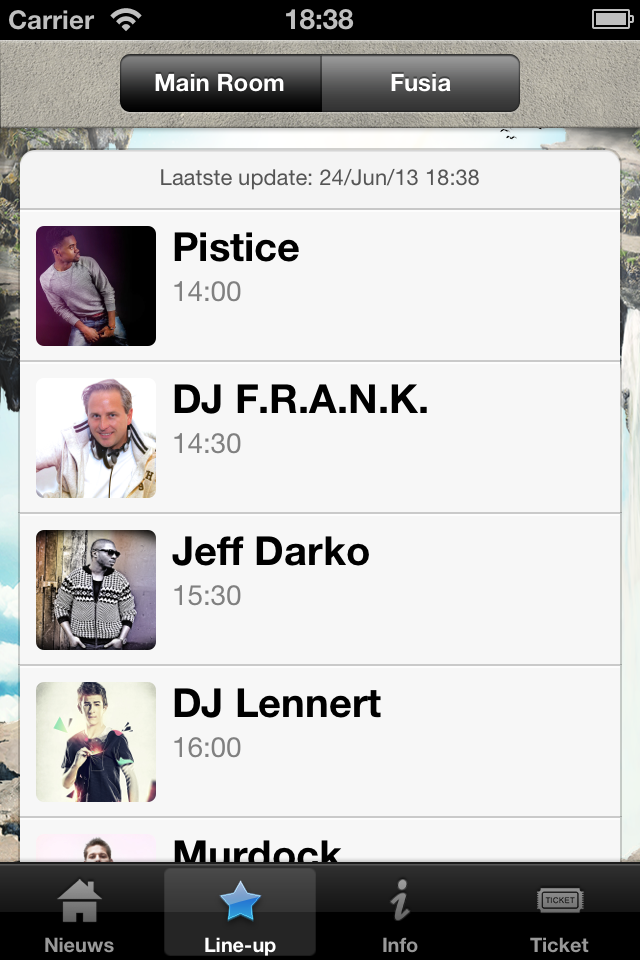 Carrier 18:38
Main Room Fusia
Laatste update: 24/Jun/13 18:38
Pistice
14:00
DJ F.R.A.N.K.
14:30
Jeff Darko
15:30
DJ Lennert
16:00
Murdock
TICKET
Nieuws Line-up Info Ticket